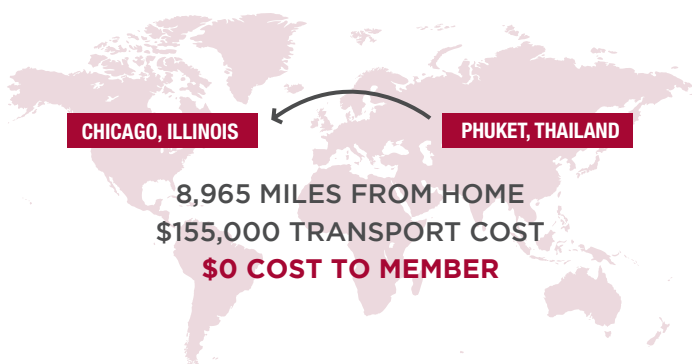 CHICAGO, ILLINOIS
PHUKET, THAILAND
8,965 MILES FROM HOME
$155,000 TRANSPORT COST
$0 COST TO MEMBER